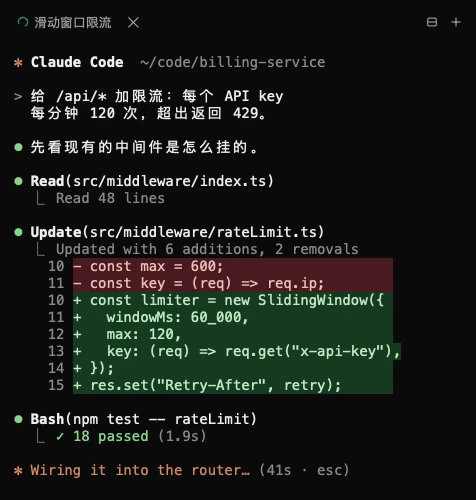 滑动窗口限流
✻ Claude Code ~/code/billing-service
> 给 /api/* 加限流: 每个 API key
每分钟 120 次, 超出返回 429。
● 先看现有的中间件是怎么挂的。
● Read(src/middleware/index.ts)
⎿ Read 48 lines
● Update(src/middleware/rateLimit.ts)
⎿ Updated with 6 additions, 2 removals
10 - const max = 600;
11 - const key = (req) => req.ip;
10 + const limiter = new SlidingWindow({
11 +   windowMs: 60_000,
12 +   max: 120,
13 +   key: (req) => req.get("x-api-key"),
14 + });
15 + res.set("Retry-After", retry);
● Bash(npm test -- rateLimit)
⎿ ✓ 18 passed (1.9s)
✻ Wiring it into the router… (41s · esc)